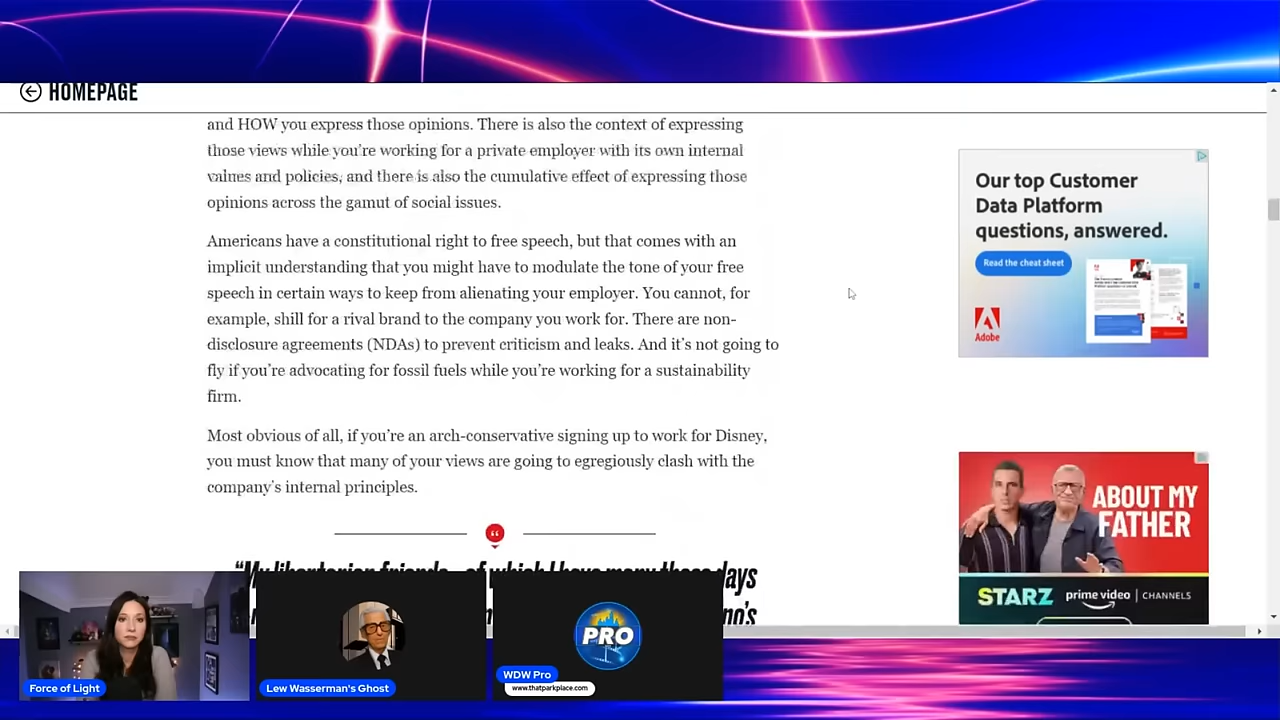 HOMEPAGE
and HOW you express those opinions. There is also the context of expressing
those views while you're working for a private employer with its own internal
values and policies, and there is also the cumulative effect of expressing those
opinions across the gamut of social issues.
Americans have a constitutional right to free speech, but that comes with an
implicit understanding that you might have to modulate the tone of your free
speech in certain ways to keep from alienating your employer. You cannot, for
example, shill for a rival brand to the company you work for. There are non-
disclosure agreements (NDAs) to prevent criticism and leaks. And it's not going to
fly if you're advocating for fossil fuels while you're working for a sustainability
firm.
Most obvious of all, if you're an arch-conservative signing up to work for Disney,
you must know that many of your views are going to egregiously clash with the
company's internal principles.
“My libertarian friends—of which I have many these days
Our top Customer
Data Platform
questions, answered.
Read the cheat sheet
Adobe
ABOUT MY
FATHER
STARZ prime video | CHANNELS
Force of Light
Lew Wasserman's Ghost
PRO
WDW Pro
www.thatparkplace.com